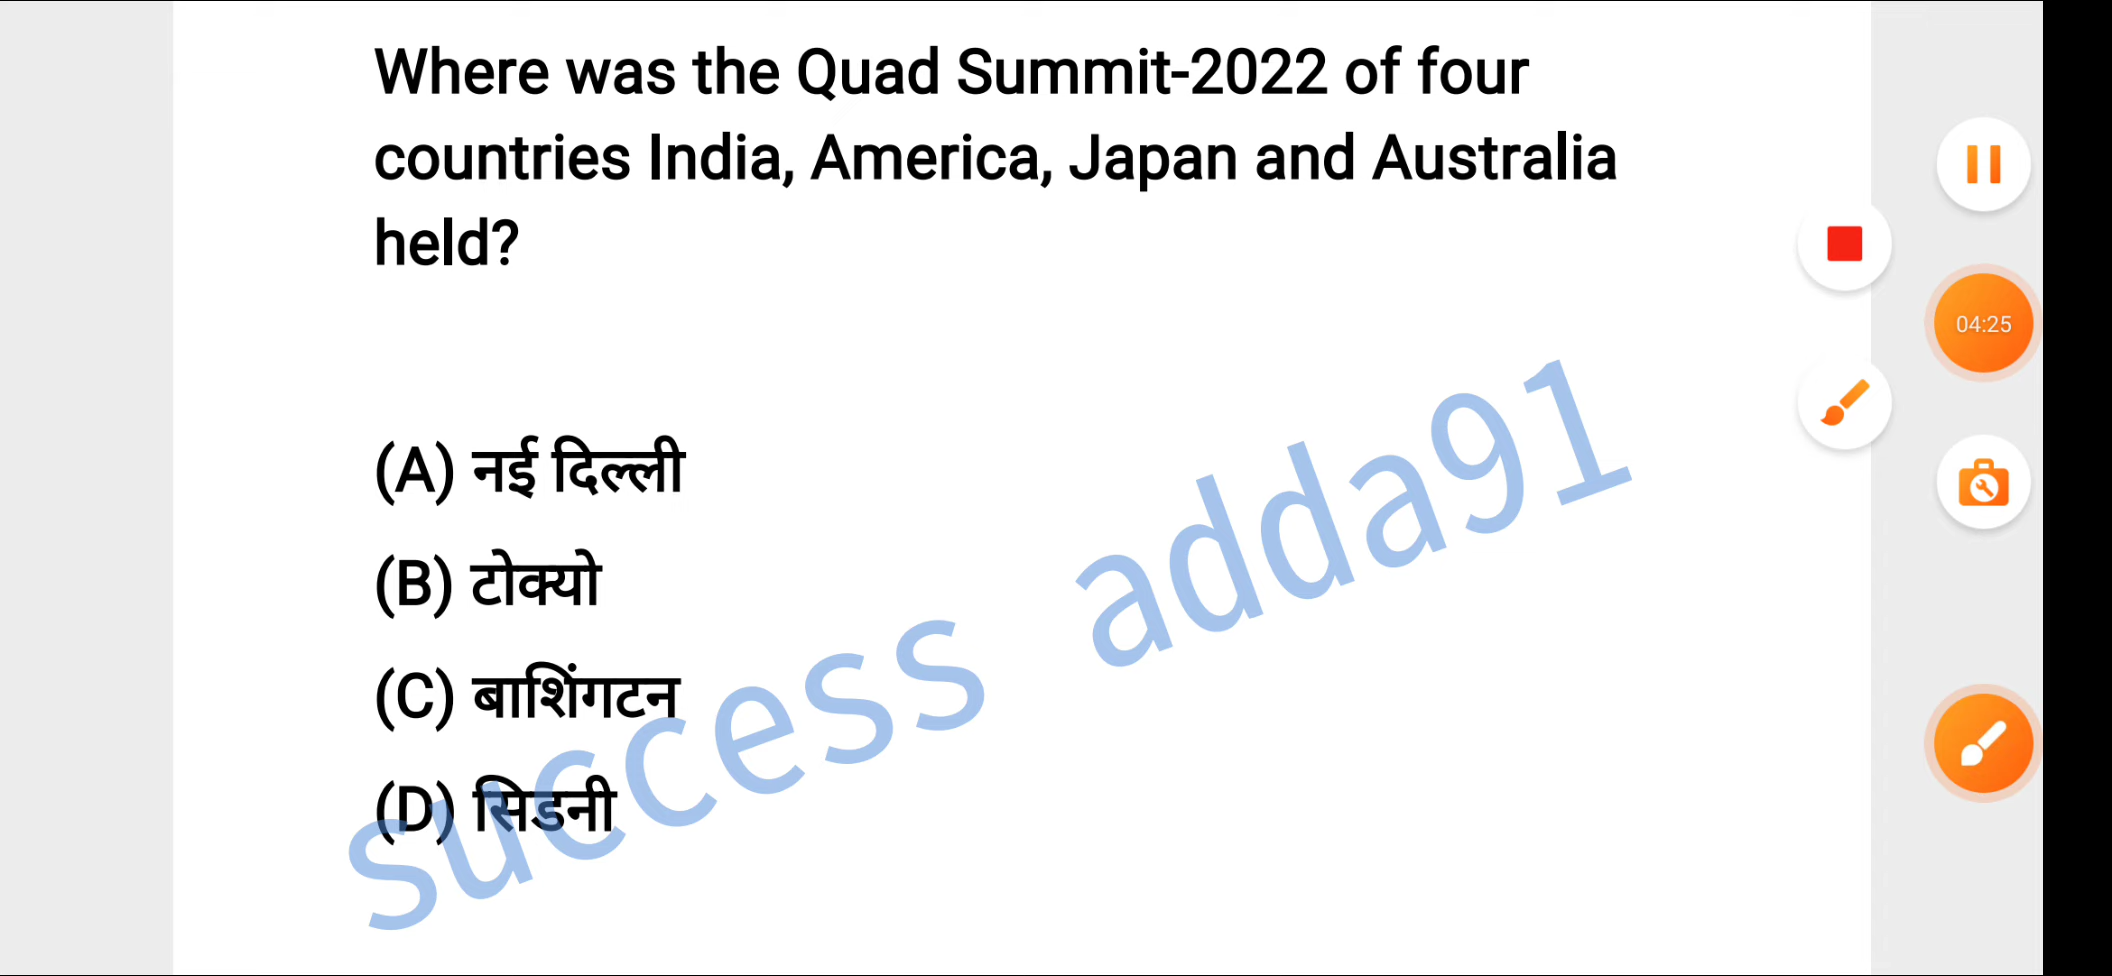 Where was the Quad Summit-2022 of four
countries India, America, Japan and Australia
held?
04:25
(A) नई दिल्ली
(B) टोक्यो
(C) बाशिंगटन
(D) सिडनी
success adda91